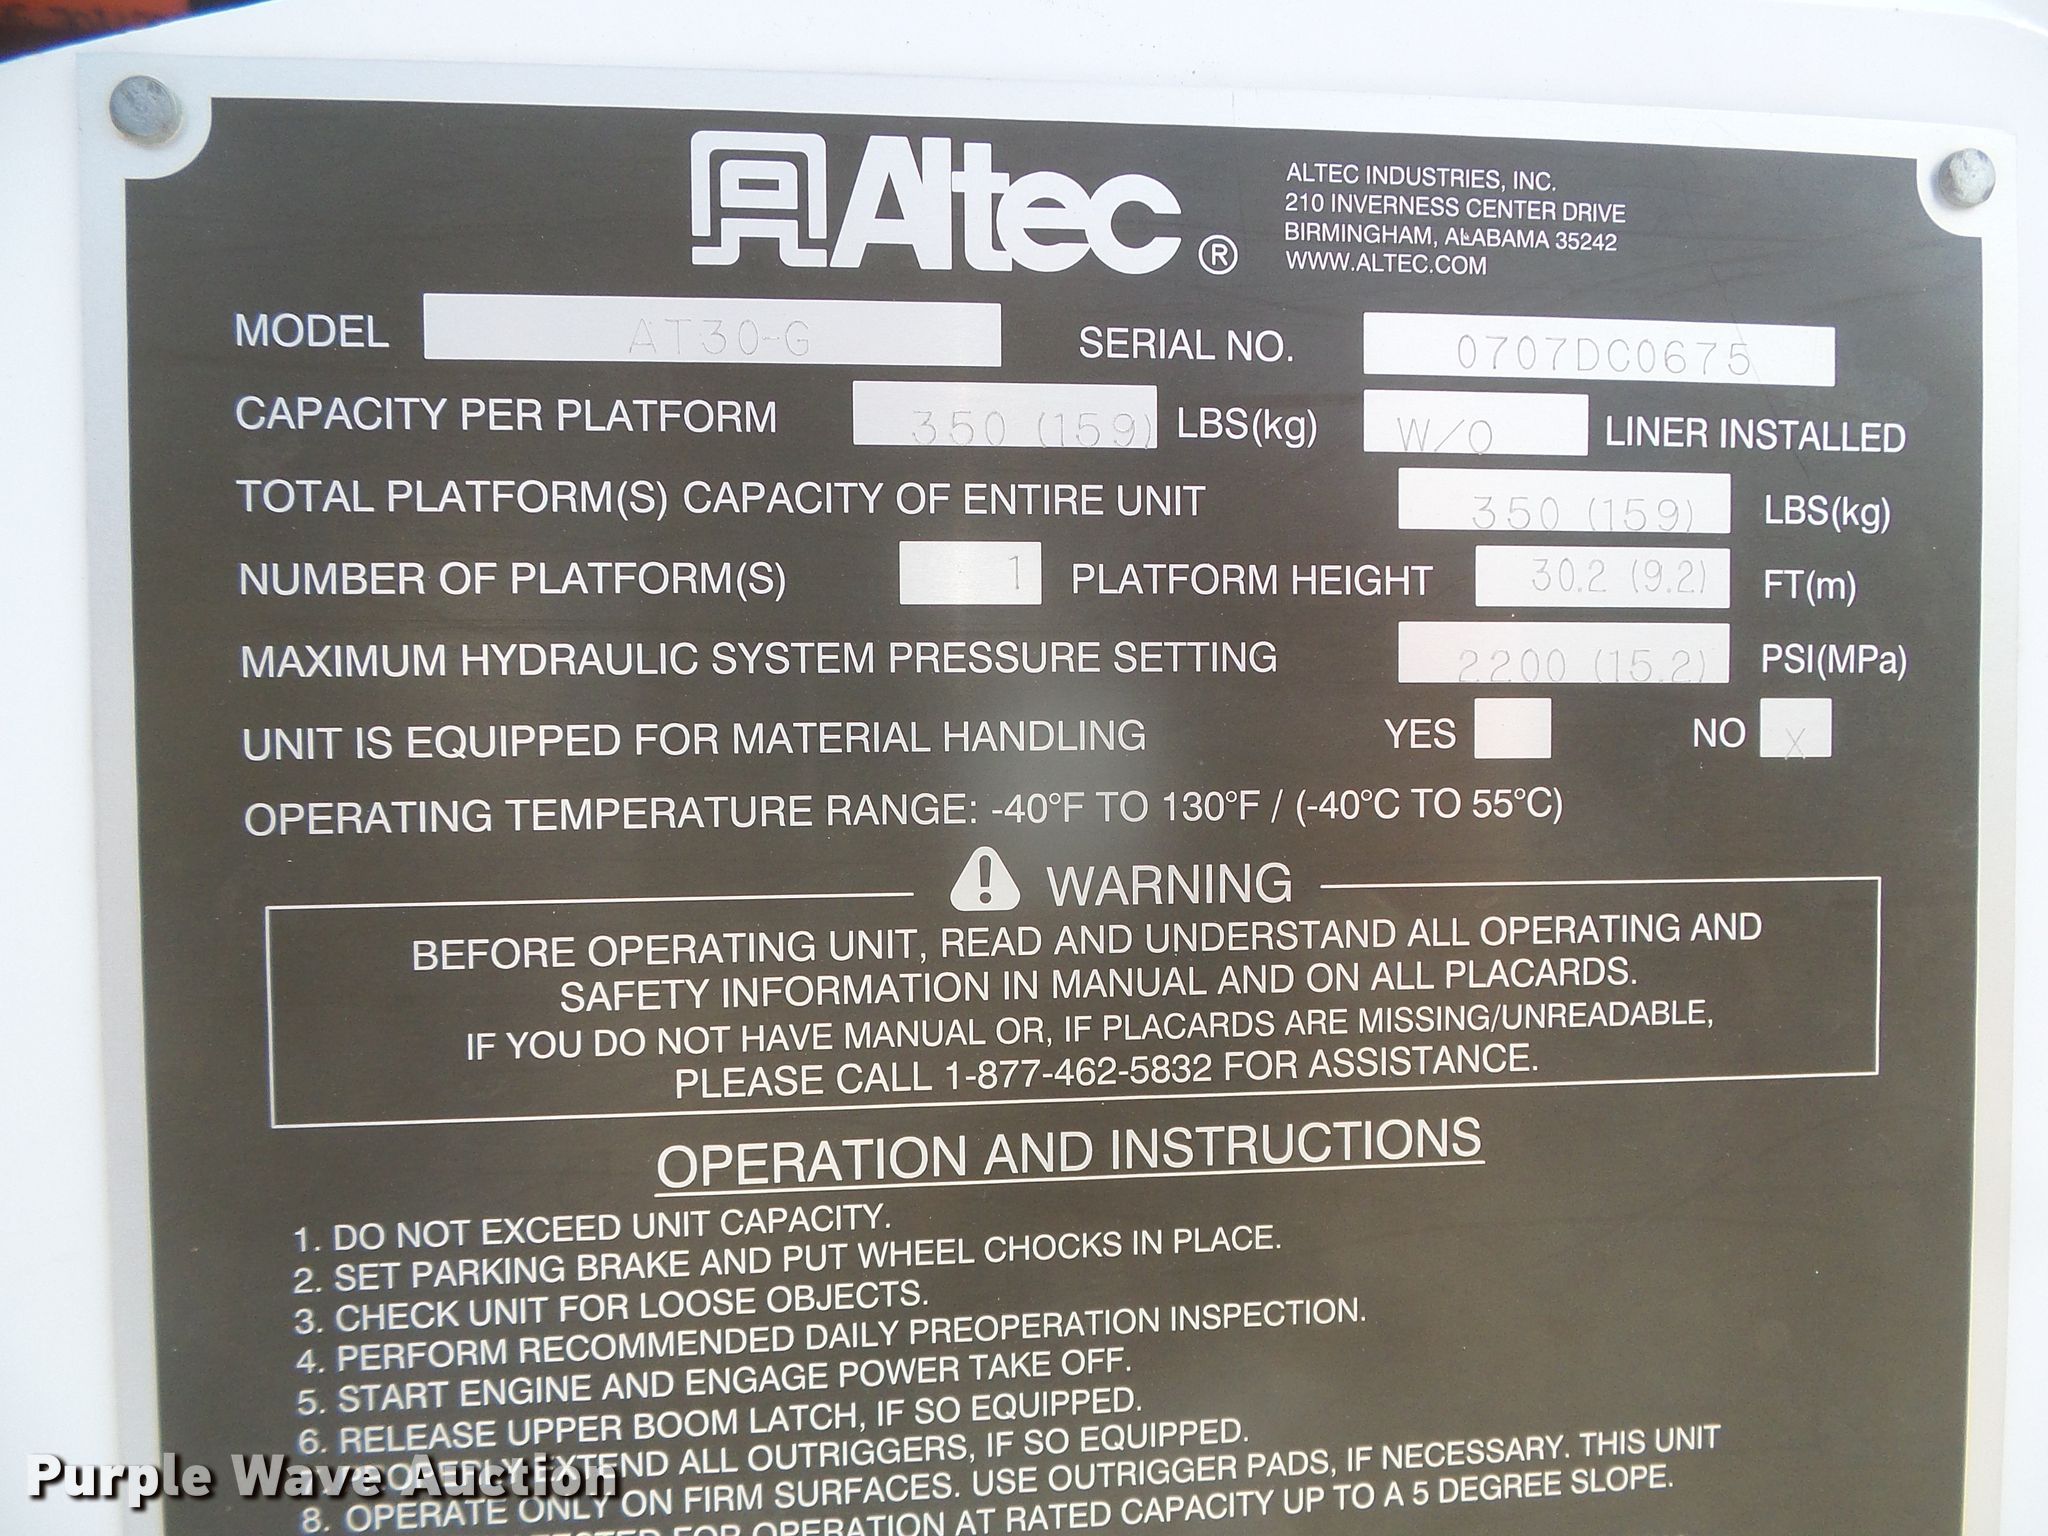 Altec ®
ALTEC INDUSTRIES, INC.
210 INVERNESS CENTER DRIVE
BIRMINGHAM, ALABAMA 35242
WWW.ALTEC.COM
MODEL AT30-G SERIAL NO. 0707DC0675
CAPACITY PER PLATFORM 350 (159) LBS(kg) W/O LINER INSTALLED
TOTAL PLATFORM(S) CAPACITY OF ENTIRE UNIT 350 (159) LBS(kg)
NUMBER OF PLATFORM(S) 1 PLATFORM HEIGHT 30.2 (9.2) FT(m)
MAXIMUM HYDRAULIC SYSTEM PRESSURE SETTING 2200 (15.2) PSI(MPa)
UNIT IS EQUIPPED FOR MATERIAL HANDLING YES NO X
OPERATING TEMPERATURE RANGE: -40°F TO 130°F / (-40°C TO 55°C)
WARNING
BEFORE OPERATING UNIT, READ AND UNDERSTAND ALL OPERATING AND
SAFETY INFORMATION IN MANUAL AND ON ALL PLACARDS.
IF YOU DO NOT HAVE MANUAL OR, IF PLACARDS ARE MISSING/UNREADABLE,
PLEASE CALL 1-877-462-5832 FOR ASSISTANCE.
OPERATION AND INSTRUCTIONS
1. DO NOT EXCEED UNIT CAPACITY.
2. SET PARKING BRAKE AND PUT WHEEL CHOCKS IN PLACE.
3. CHECK UNIT FOR LOOSE OBJECTS.
4. PERFORM RECOMMENDED DAILY PREOPERATION INSPECTION.
5. START ENGINE AND ENGAGE POWER TAKE OFF.
6. RELEASE UPPER BOOM LATCH, IF SO EQUIPPED.
7. PROPERLY EXTEND ALL OUTRIGGERS, IF SO EQUIPPED.
8. OPERATE ONLY ON FIRM SURFACES. USE OUTRIGGER PADS, IF NECESSARY. THIS UNIT
TESTED FOR OPERATION AT RATED CAPACITY UP TO A 5 DEGREE SLOPE.
Purple Wave Auction